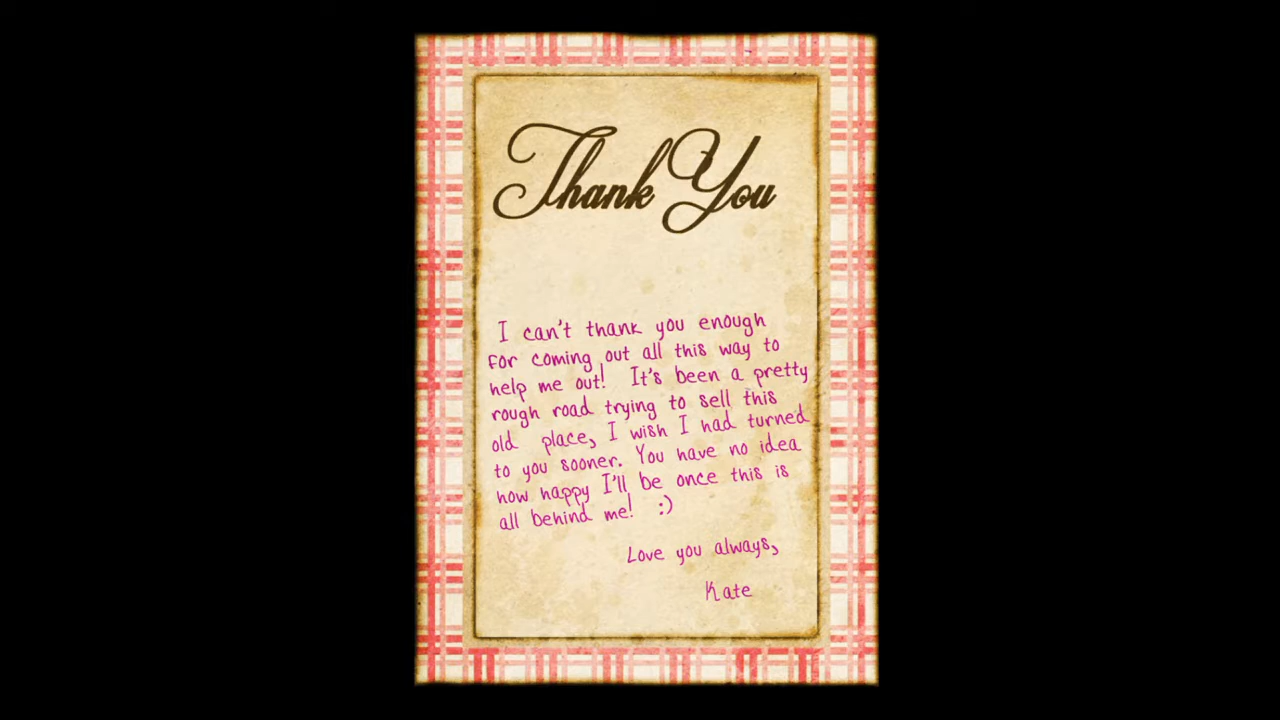 Thank You
I can't thank you enough
for coming out all this way to
help me out! It's been a pretty
rough road trying to sell this
old place, I wish I had turned
to you sooner. You have no idea
how happy I'll be once this is
all behind me! :)
Love you always,
Kate